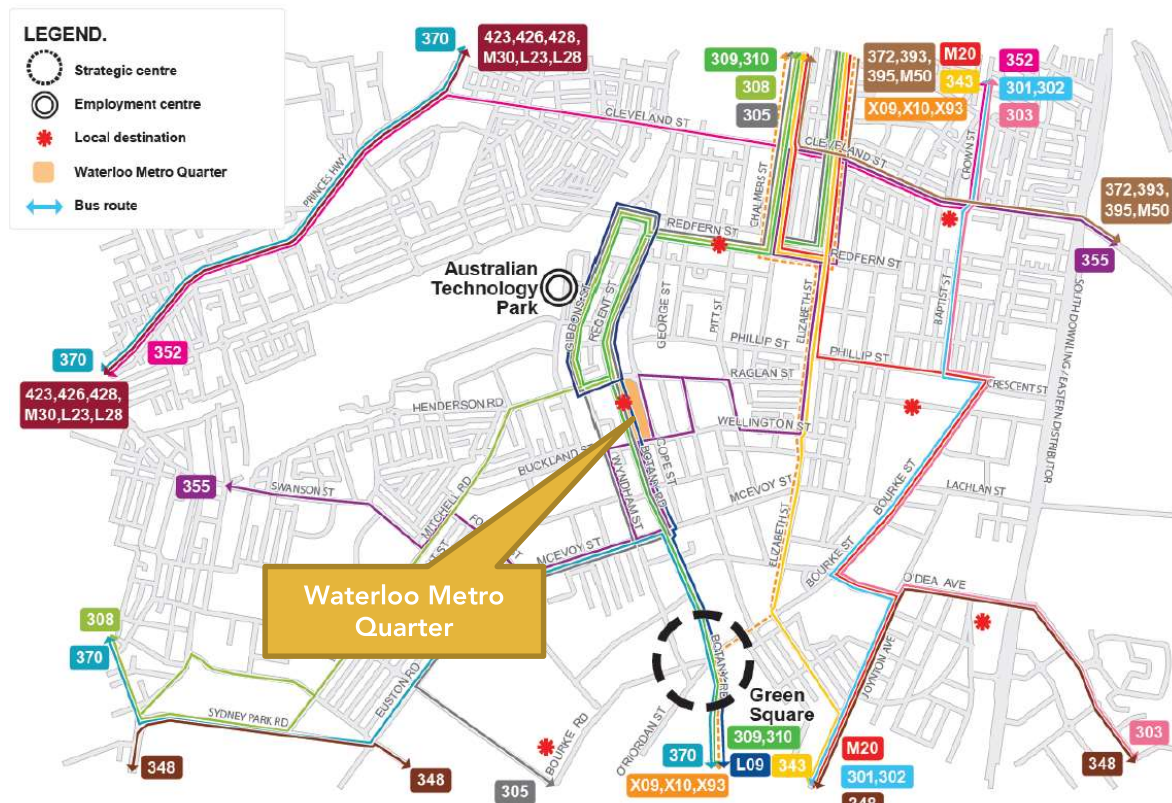 LEGEND.
Strategic centre
Employment centre
Local destination
Waterloo Metro Quarter
Bus route
370
423,426,428,
M30,L23,L28
309,310
308
305
372,393,
395,M50
M20
343
X09,X10,X93
352
301,302
303
CLEVELAND ST
CLEVELAND ST
CROWN ST
PRINCES HWY
CHALMERS ST
372,393,
395,M50
355
REDFERN ST
REDFERN ST
Australian
Technology
Park
GIBBONS ST
REGENT ST
GEORGE ST
PITT ST
ELIZABETH ST
BAPTIST ST
SOUTH DOWLING / EASTERN DISTRIBUTOR
PHILLIP ST
PHILLIP ST
370
352
423,426,428,
M30,L23,L28
RAGLAN ST
CRESCENT ST
HENDERSON RD
WELLINGTON ST
BUCKLAND ST
WYNDHAM ST
BOTANY RD
COPE ST
355
SWANSON ST
MITCHELL RD
MCEVOY ST
BOURKE ST
LACHLAN ST
MCEVOY ST
ELIZABETH ST
BOURKE ST
O'DEA AVE
Waterloo Metro
Quarter
308
370
EUSTON RD
SYDNEY PARK RD
BOTANY RD
JOYNTON AVE
Green
Square
BOURKE RD
O'RIORDAN ST
309,310
370
L09
343
M20
303
348
348
348
305
X09,X10,X93
301,302
348